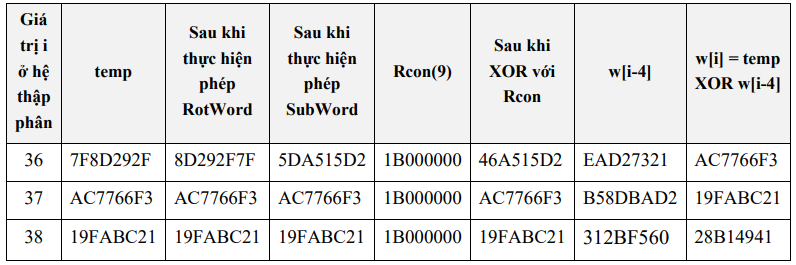 Giá trị i ở hệ thập phân | temp | Sau khi thực hiện phép RotWord | Sau khi thực hiện phép SubWord | Rcon(9) | Sau khi XOR với Rcon | w[i-4] | w[i] = temp XOR w[i-4]
36 | 7F8D292F | 8D292F7F | 5DA515D2 | 1B000000 | 46A515D2 | EAD27321 | AC7766F3
37 | AC7766F3 | AC7766F3 | AC7766F3 | 1B000000 | AC7766F3 | B58DBAD2 | 19FABC21
38 | 19FABC21 | 19FABC21 | 19FABC21 | 1B000000 | 19FABC21 | 312BF560 | 28B14941